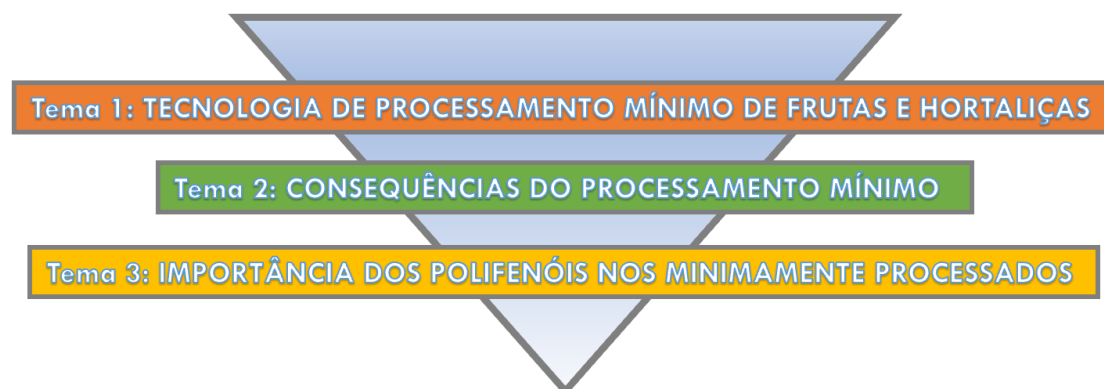 Tema 1: TECNOLOGIA DE PROCESSAMENTO MÍNIMO DE FRUTAS E HORTALIÇAS
Tema 2: CONSEQUÊNCIAS DO PROCESSAMENTO MÍNIMO
Tema 3: IMPORTÂNCIA DOS POLIFENÓIS NOS MINIMAMENTE PROCESSADOS